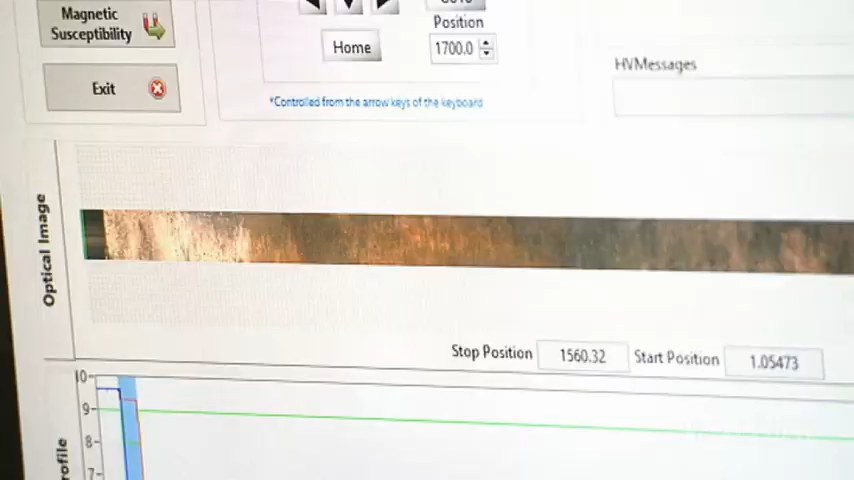 Magnetic
Susceptibility
Exit
Home
Position
1700.0
*Controlled from the arrow keys of the keyboard
HVMessages
Optical Image
Stop Position 1560.32 Start Position 1.05473
10
9
8
7